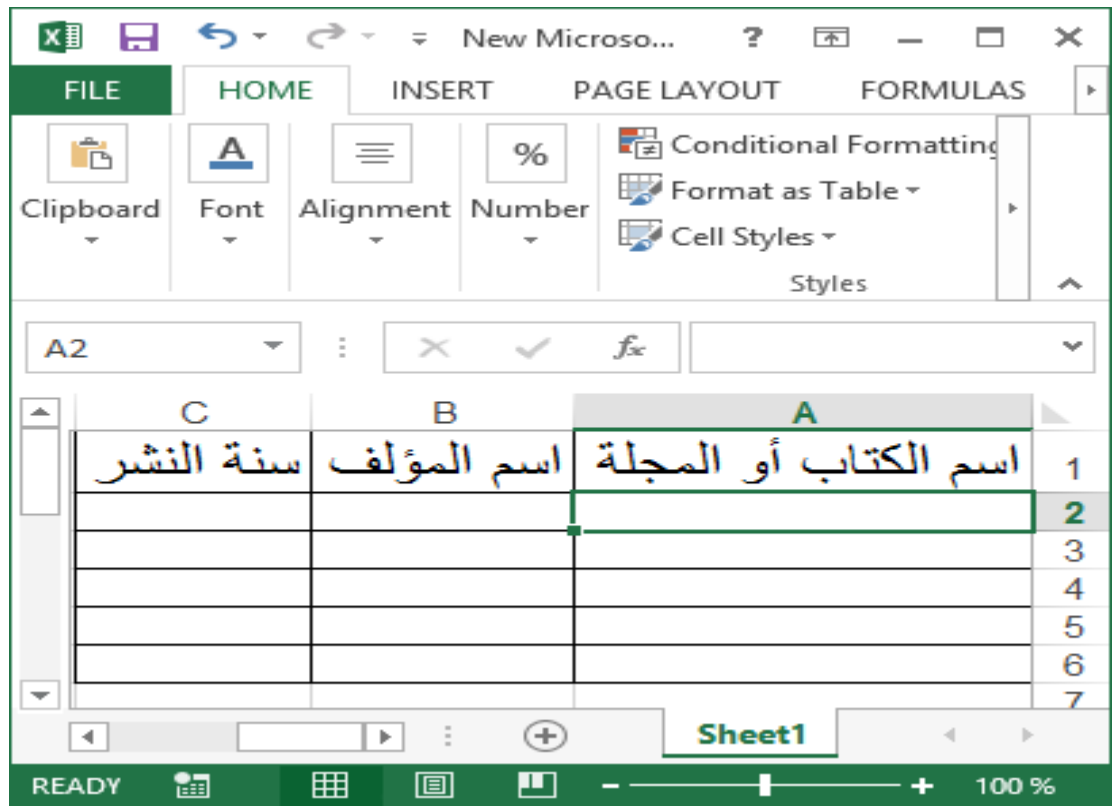 New Microso... ?
FILE HOME INSERT PAGE LAYOUT FORMULAS
Clipboard Font Alignment % Number
Conditional Formatting
Format as Table
Cell Styles
Styles
A2 fx
C B A
اسم الكتاب أو المجلة اسم المؤلف سنة النشر 1
2
3
4
5
6
7
Sheet1
READY 100 %